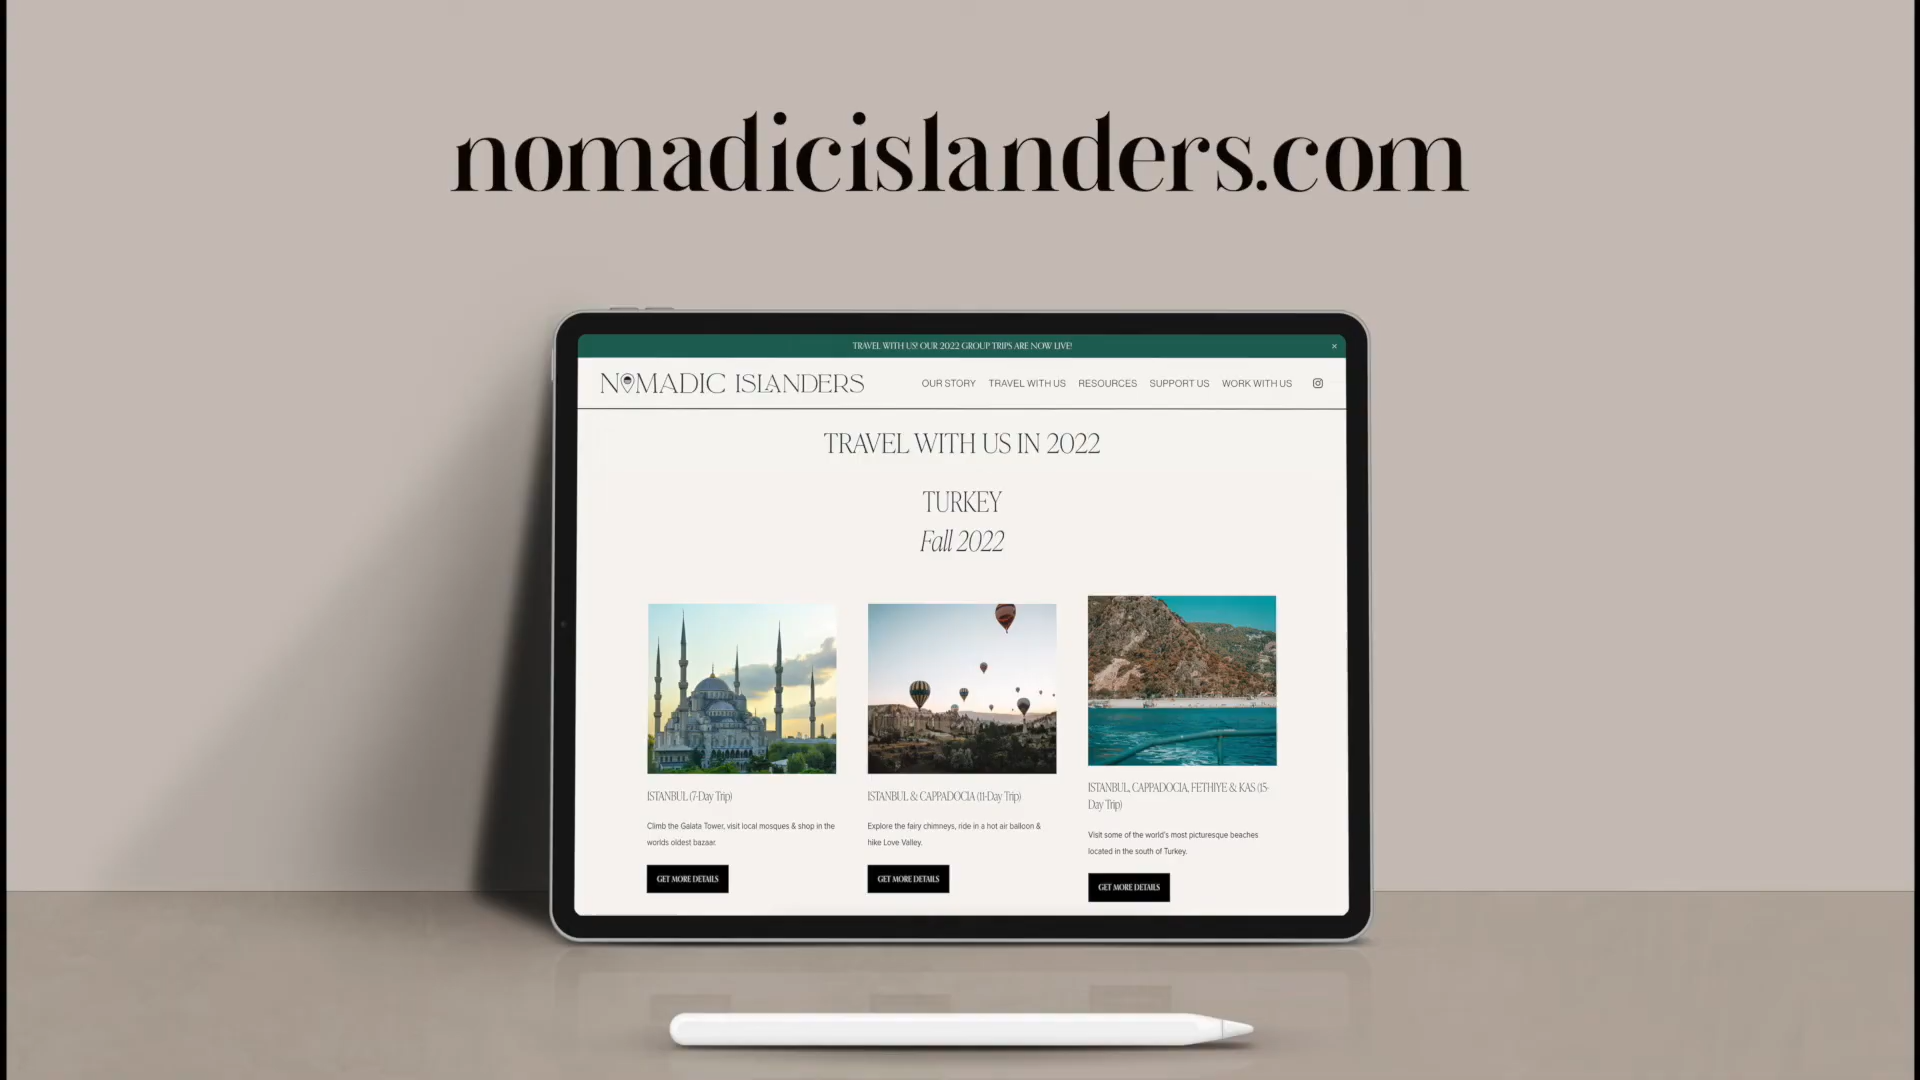 nomadicislanders.com
TRAVEL WITH US! OUR 2022 GROUP TRIPS ARE NOW LIVE!
NOMADIC ISLANDERS
OUR STORY TRAVEL WITH US RESOURCES SUPPORT US WORK WITH US
TRAVEL WITH US IN 2022
TURKEY
Fall 2022
ISTANBUL (7-Day Trip)
Climb the Galata Tower, visit local mosques & shop in the
worlds oldest bazaar.
GET MORE DETAILS
ISTANBUL & CAPPADOCIA (11-Day Trip)
Explore the fairy chimneys, ride in a hot air balloon &
hike Love Valley.
GET MORE DETAILS
ISTANBUL, CAPPADOCIA, FETHIYE & KAS (15-
Day Trip)
Visit some of the world's most picturesque beaches
located in the south of Turkey.
GET MORE DETAILS